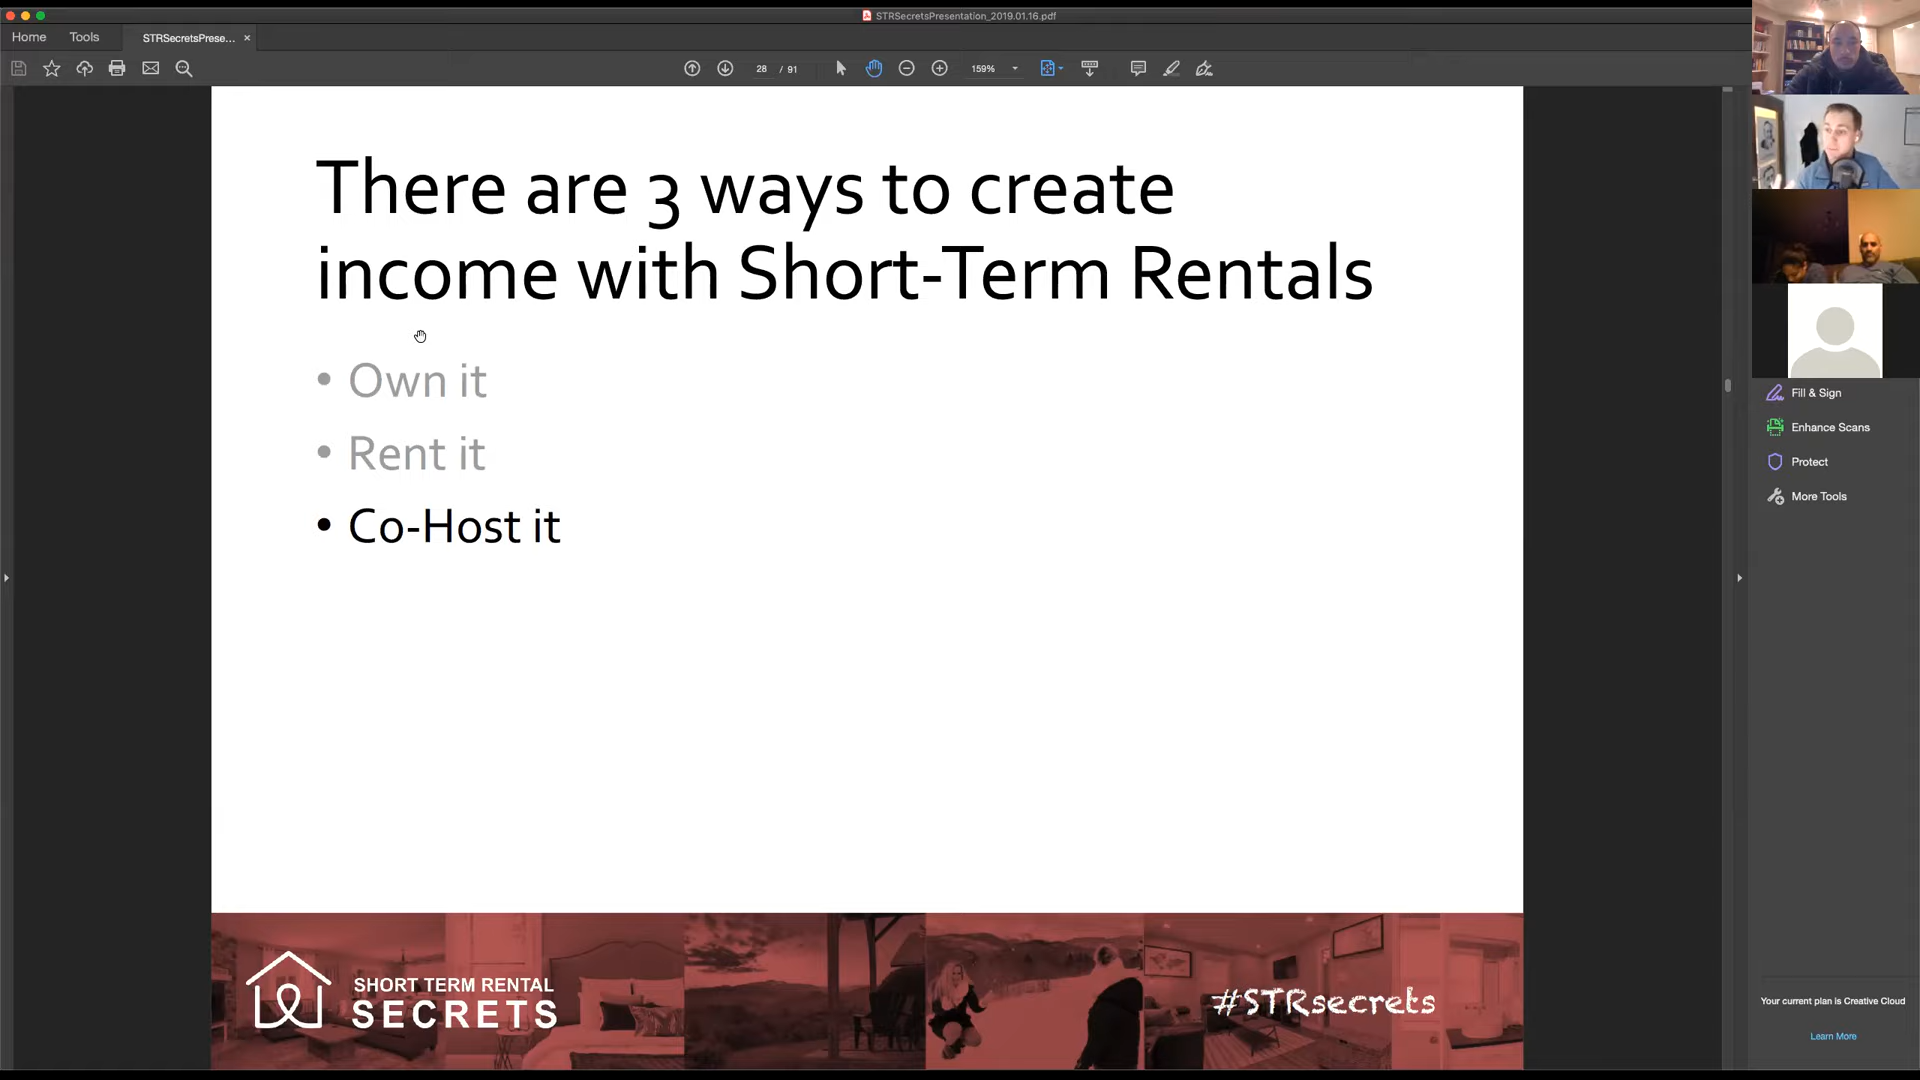 STRSecretsPresentation_2019.01.16.pdf
Home
Tools
STRSecretsPrese...
28 / 91
159%
There are 3 ways to create
income with Short-Term Rentals
• Own it
• Rent it
• Co-Host it
SHORT TERM RENTAL
SECRETS
#STRsecrets
Fill & Sign
Enhance Scans
Protect
More Tools
Your current plan is Creative Cloud
Learn More